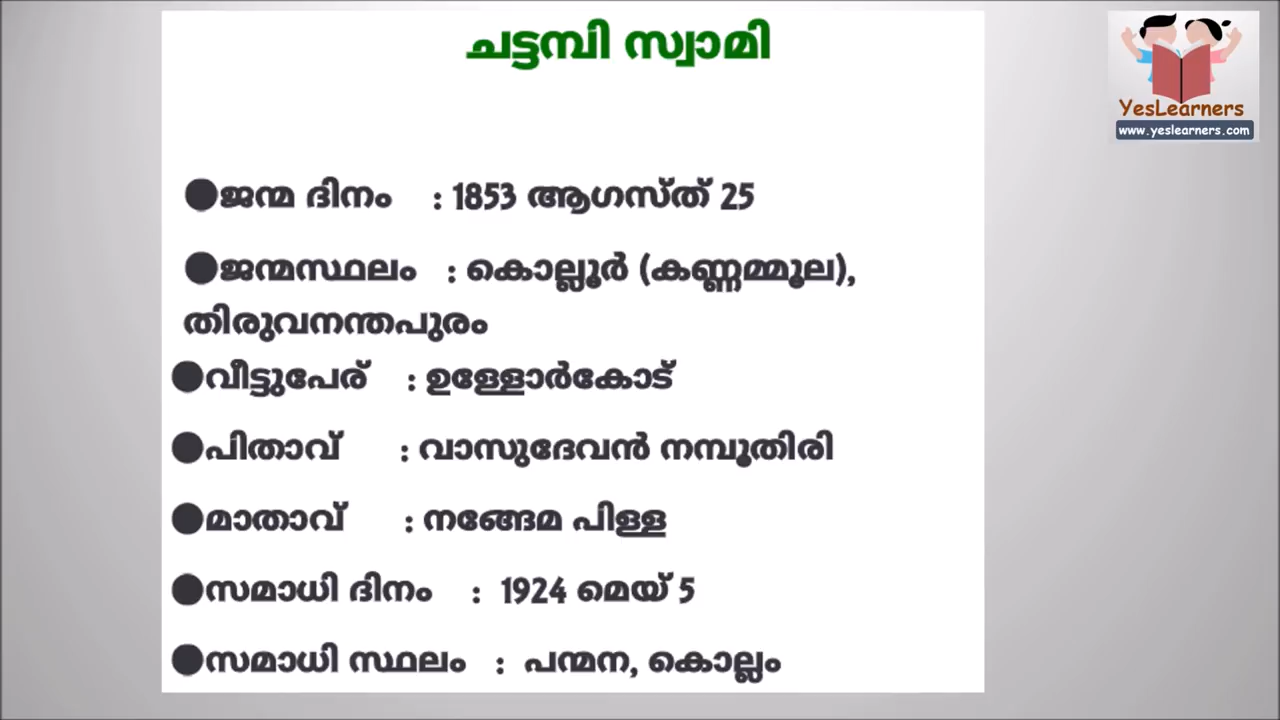 ചട്ടമ്പി സ്വാമി
YesLearners
www.yeslearners.com
●ജന്മ ദിനം : 1853 ആഗസ്ത് 25
●ജന്മസ്ഥലം : കൊല്ലൂർ (കണ്ണമ്മൂല),
തിരുവനന്തപുരം
●വീട്ടുപേര് : ഉള്ളോർകോട്
●പിതാവ് : വാസുദേവൻ നമ്പൂതിരി
●മാതാവ് : നങ്ങേമ പിള്ള
●സമാധി ദിനം : 1924 മെയ് 5
●സമാധി സ്ഥലം : പന്മന, കൊല്ലം